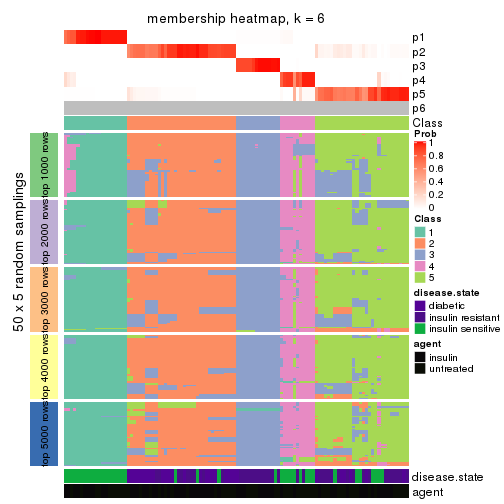 membership heatmap, k = 6
p1
p2
p3
p4
p5
p6
Class
Prob
1
0.8
0.6
0.4
0.2
0
Class
1
2
3
4
5
disease.state
diabetic
insulin resistant
insulin sensitive
agent
insulin
untreated
50 x 5 random samplings
top 1000 rows
top 2000 rows
top 3000 rows
top 4000 rows
top 5000 rows
disease.state
agent